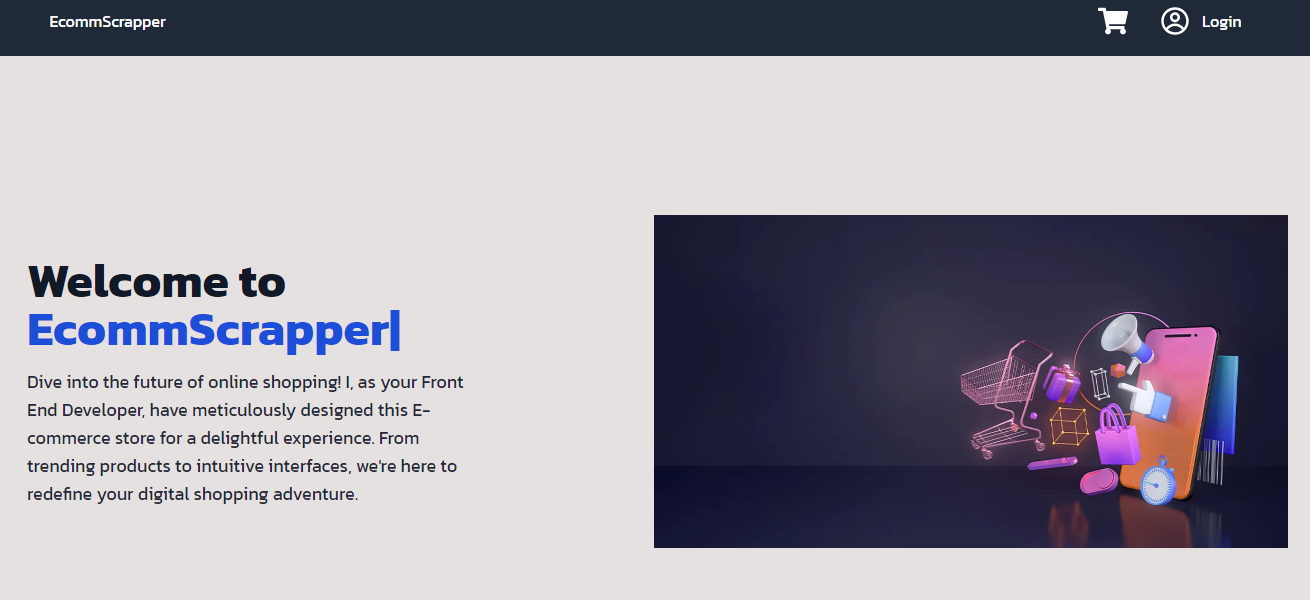 EcommScrapper
Login
Welcome to
EcommScrapper|
Dive into the future of online shopping! I, as your Front
End Developer, have meticulously designed this E-
commerce store for a delightful experience. From
trending products to intuitive interfaces, we're here to
redefine your digital shopping adventure.